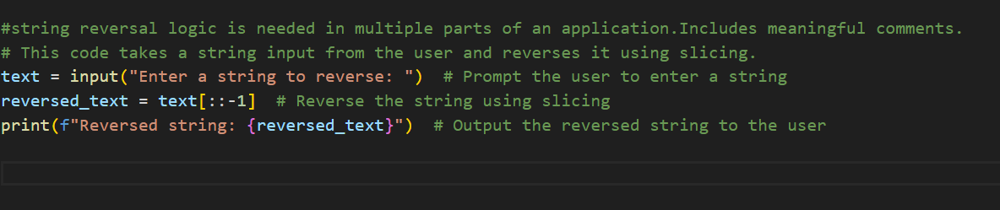 #string reversal logic is needed in multiple parts of an application.Includes meaningful comments.
# This code takes a string input from the user and reverses it using slicing.
text = input("Enter a string to reverse: ")  # Prompt the user to enter a string
reversed_text = text[::-1]  # Reverse the string using slicing
print(f"Reversed string: {reversed_text}")  # Output the reversed string to the user